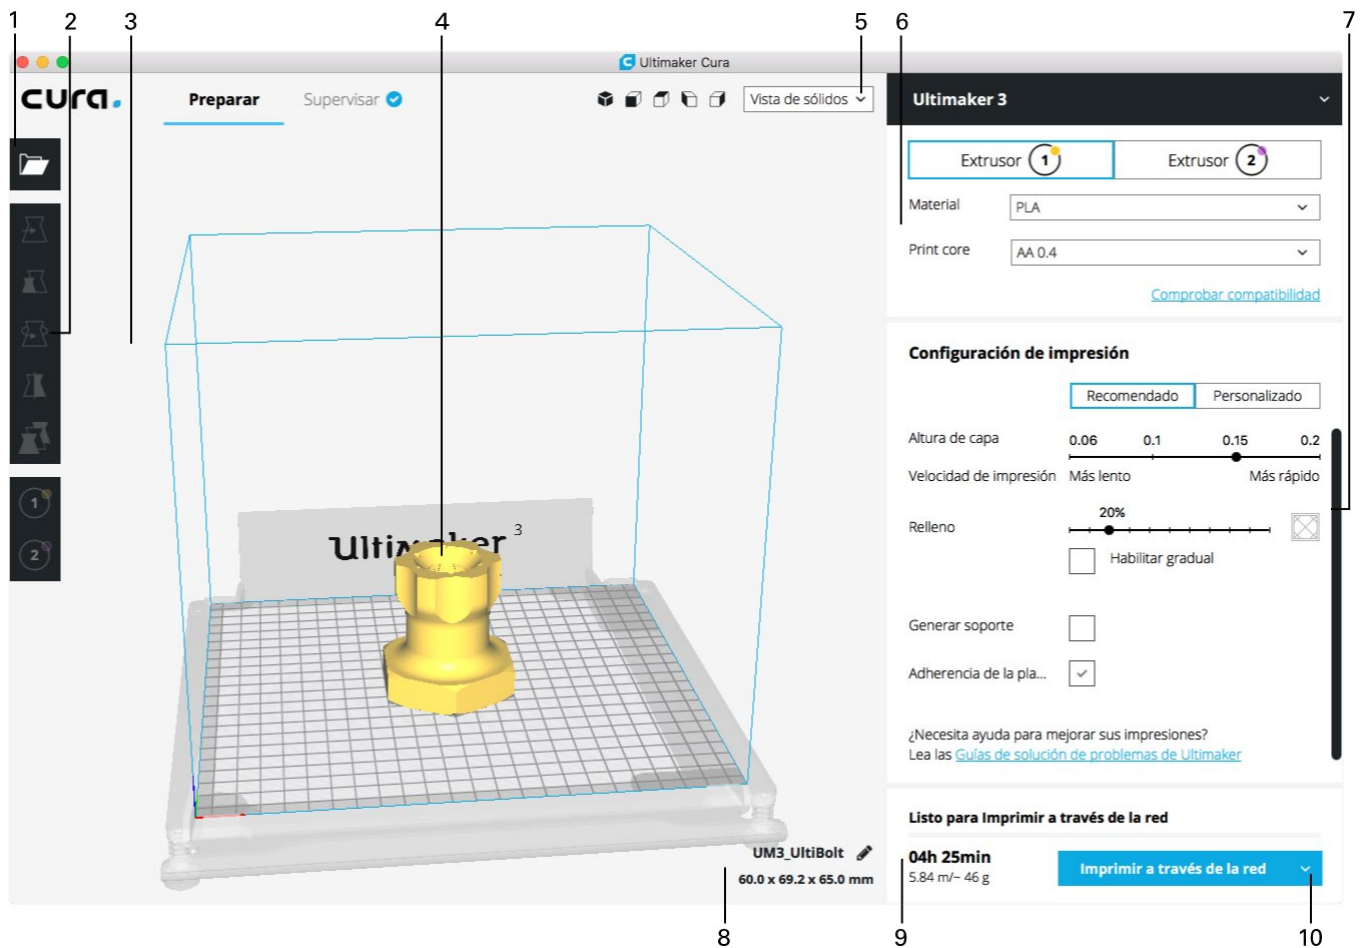 1 2 3 4 5 6 7
Ultimaker Cura
cura.
Preparar Supervisar Vista de sólidos
Ultimaker 3
Extrusor 1 Extrusor 2
Material PLA
Print core AA 0.4
Comprobar compatibilidad
Configuración de impresión
Recomendado Personalizado
Altura de capa 0.06 0.1 0.15 0.2
Velocidad de impresión Más lento Más rápido
20%
Relleno
Habilitar gradual
Generar soporte
Adherencia de la pla...
¿Necesita ayuda para mejorar sus impresiones?
Lea las Guías de solución de problemas de Ultimaker
1
2
3
Listo para Imprimir a través de la red
UM3_UltiBolt
60.0 x 69.2 x 65.0 mm
04h 25min
5.84 m/~ 46 g
Imprimir a través de la red
8 9 10